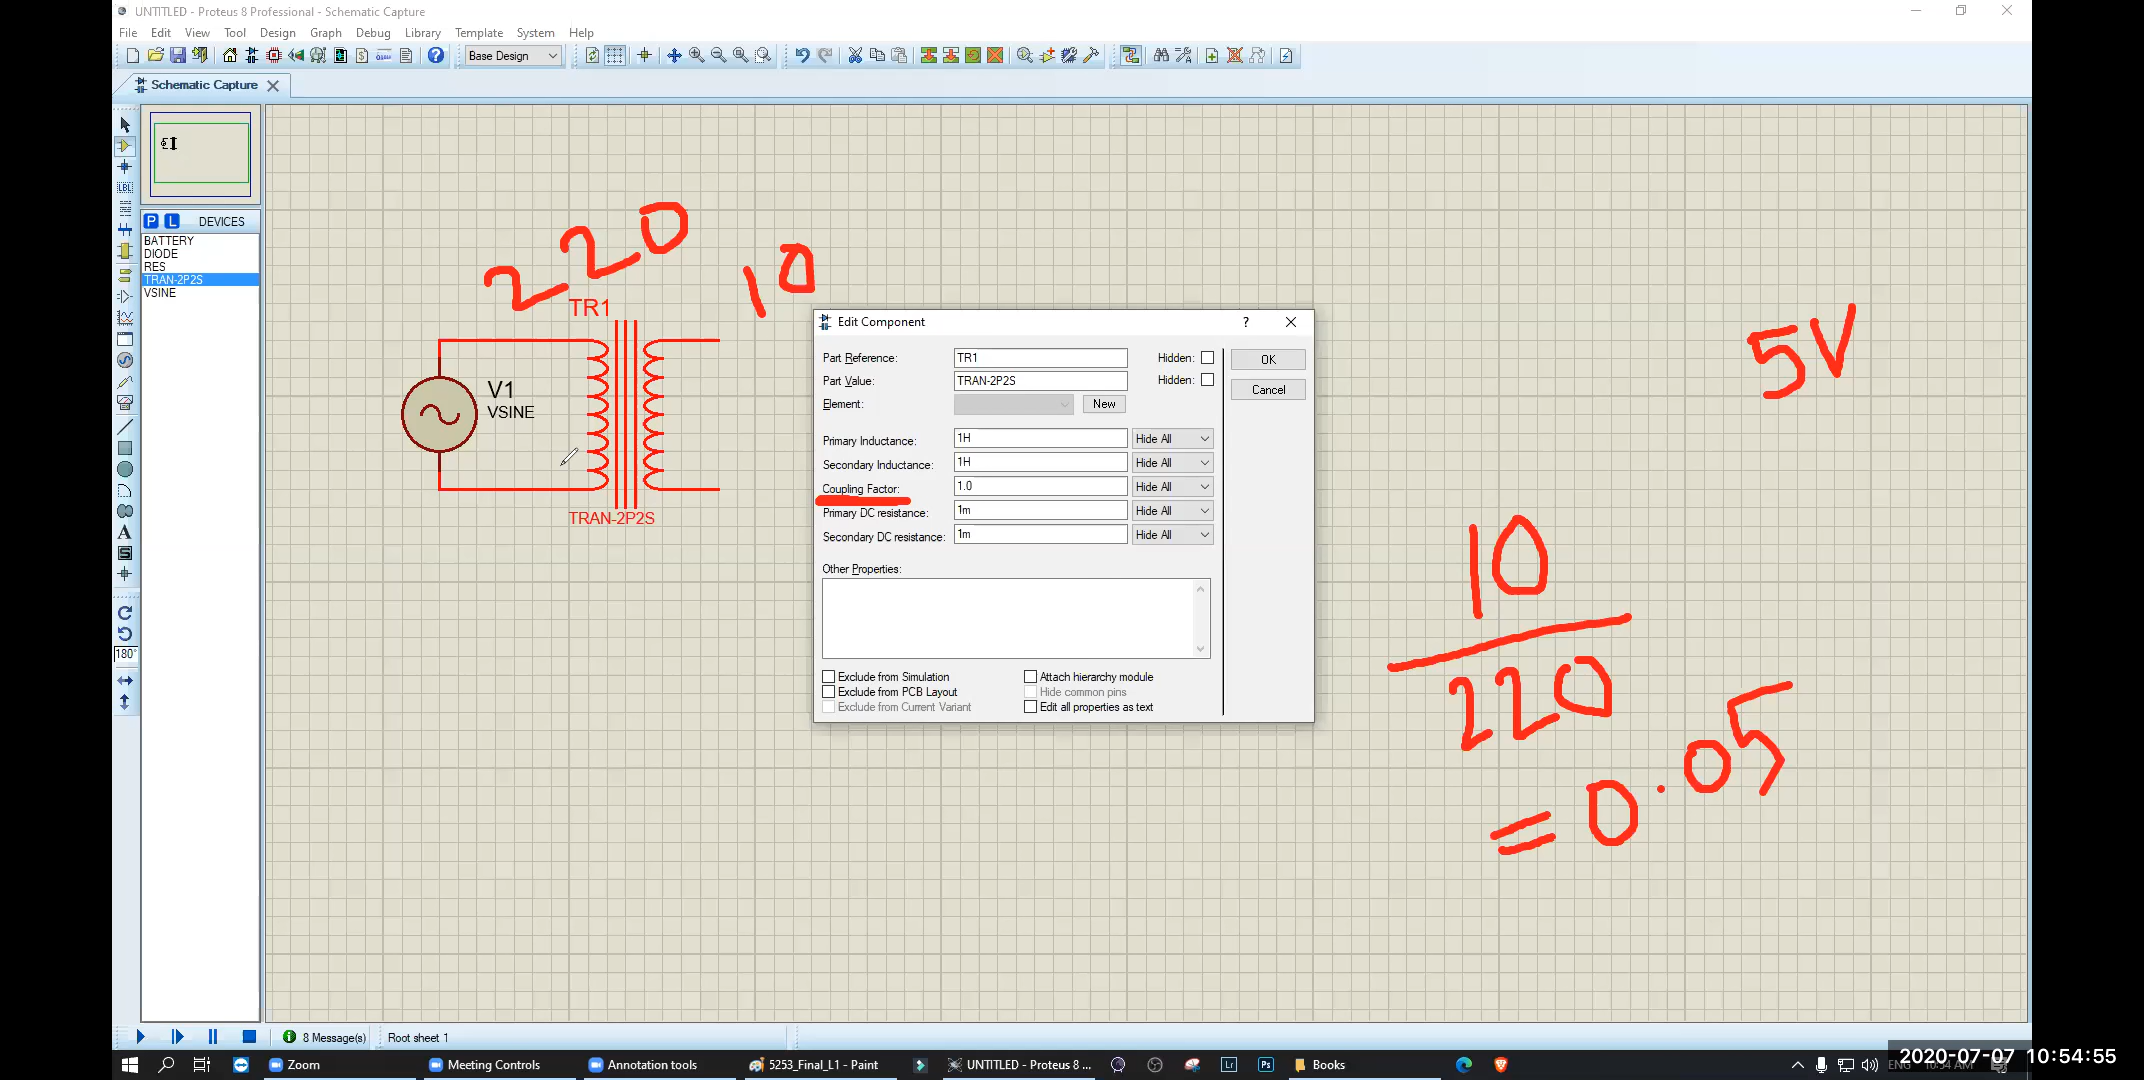 UNTITLED - Proteus 8 Professional - Schematic Capture
File Edit View Tool Design Graph Debug Library Template System Help
Base Design
Schematic Capture
P L DEVICES
BATTERY
DIODE
RES
TRAN-2P2S
VSINE
LBL
A
S
180°
220
10
TR1
V1
VSINE
TRAN-2P2S
Edit Component
Part Reference: TR1 Hidden: OK
Part Value: TRAN-2P2S Hidden: Cancel
Element: New
Primary Inductance: 1H Hide All
Secondary Inductance: 1H Hide All
Coupling Factor: 1.0 Hide All
Primary DC resistance: 1m Hide All
Secondary DC resistance: 1m Hide All
Other Properties:
Exclude from Simulation Attach hierarchy module
Exclude from PCB Layout Hide common pins
Exclude from Current Variant Edit all properties as text
5V
10
220
= 0.05
8 Message(s) Root sheet 1
Zoom Meeting Controls Annotation tools 5253_Final_L1 - Paint UNTITLED - Proteus 8 ... Lr Ps Books
2020-07-07 10:54:55